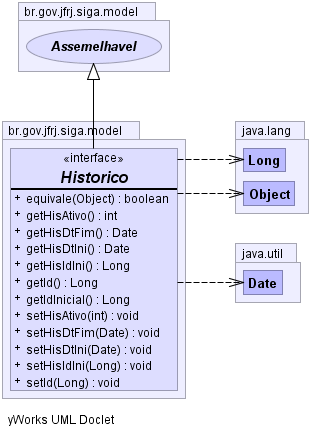 br.gov.jfrj.siga.model
Assemelhavel
br.gov.jfrj.siga.model
«interface»
Historico
+ equivale(Object) : boolean
+ getHisAtivo() : int
+ getHisDtFim() : Date
+ getHisDtIni() : Date
+ getHisIdIni() : Long
+ getId() : Long
+ getIdInicial() : Long
+ setHisAtivo(int) : void
+ setHisDtFim(Date) : void
+ setHisDtIni(Date) : void
+ setHisIdIni(Long) : void
+ setId(Long) : void
java.lang
Long
Object
java.util
Date
yWorks UML Doclet